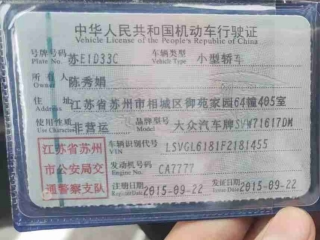 中华人民共和国机动车行驶证
Vehicle License of the People's Republic of China
号牌号码 苏E1D33C 车辆类型 小型轿车
Plate No. Vehicle Type
所有人 陈秀娟
Owner
住址 江苏省苏州市相城区御苑家园64幢405室
Address
使用性质 非营运 品牌型号 大众汽车牌SVW71617DM
Use Character Model
江苏省苏州市公安局交通警察支队
车辆识别代号 LSVGL6181F2181455
VIN
发动机号码 CA7777
Engine No.
注册日期 2015-09-22 发证日期 2015-09-22
Register Date Issue Date